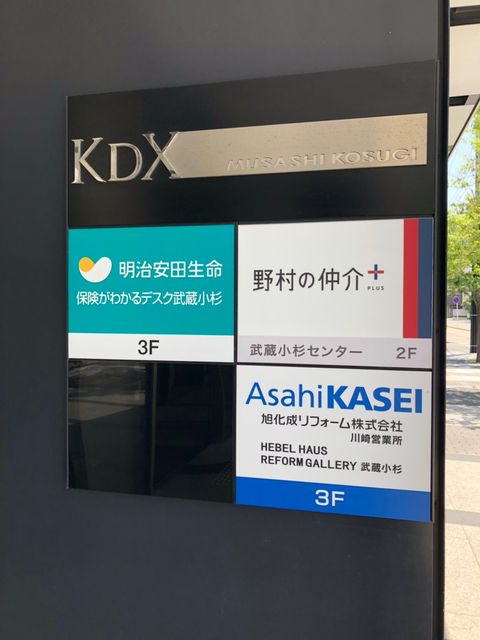 KDX
MUSASHI KOSUGI
明治安田生命
保険がわかるデスク武蔵小杉
3F
野村の仲介+
PLUS
武蔵小杉センター 2F
AsahiKASEI
旭化成リフォーム株式会社
川崎営業所
HEBEL HAUS
REFORM GALLERY 武蔵小杉
3F